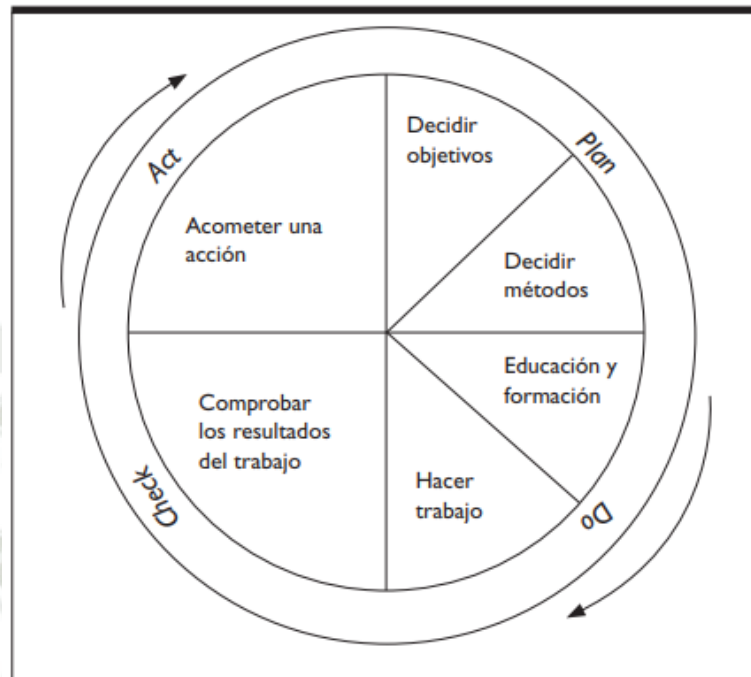 Decidir
objetivos
Plan
Decidir
métodos
Educación y
formación
Do
Hacer
trabajo
Comprobar
los resultados
del trabajo
Check
Acometer una
acción
Act